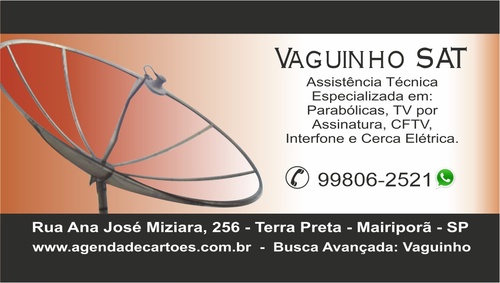 VAGUINHO SAT
Assistência Técnica
Especializada em:
Parabólicas, TV por
Assinatura, CFTV,
Interfone e Cerca Elétrica.
99806-2521
Rua Ana José Miziara, 256 - Terra Preta - Mairiporã - SP
www.agendadecartoes.com.br - Busca Avançada: Vaguinho